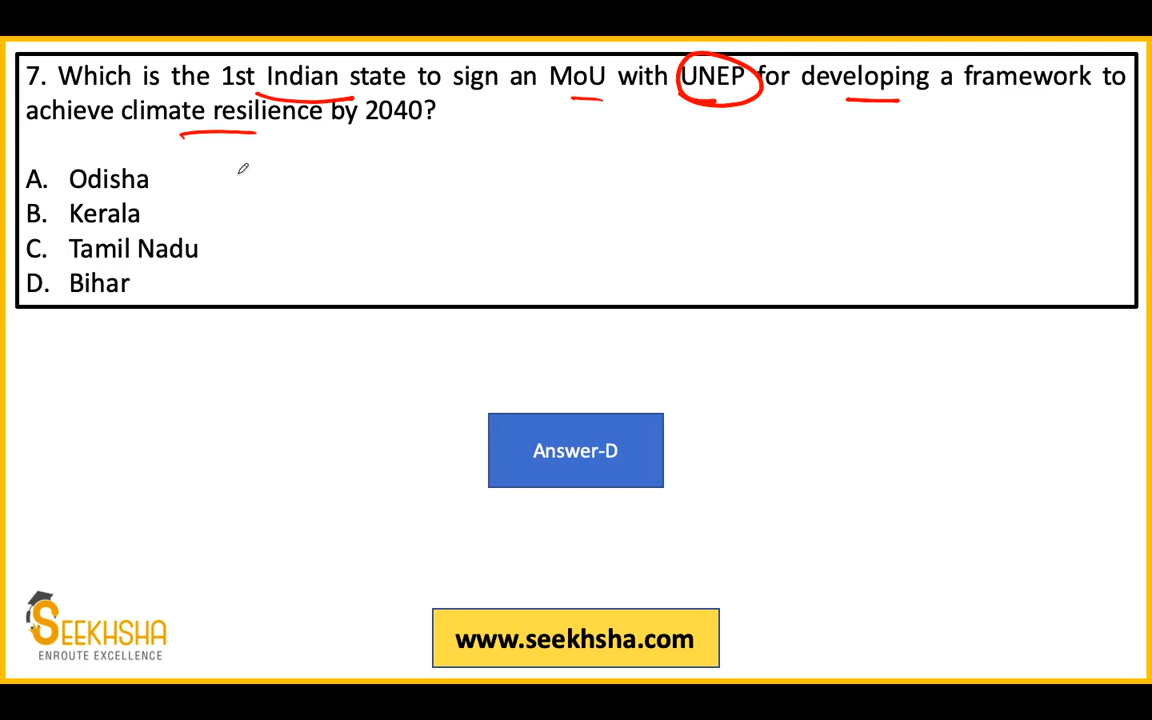 7. Which is the 1st Indian state to sign an MoU with UNEP for developing a framework to
achieve climate resilience by 2040?
A. Odisha
B. Kerala
C. Tamil Nadu
D. Bihar
Answer-D
SEEKHSHA
ENROUTE EXCELLENCE
www.seekhsha.com